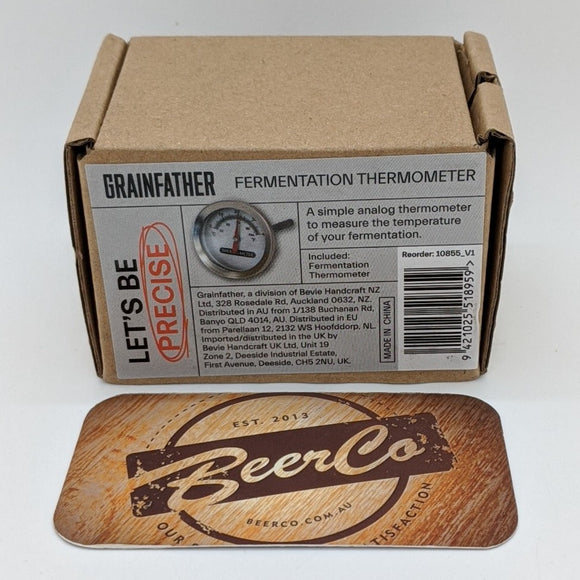 GRAINFATHER
FERMENTATION THERMOMETER
LET'S BE
PRECISE
A simple analog thermometer
to measure the temperature
of your fermentation.
Included:
Fermentation
Thermometer
Reorder: 10855_V1
Grainfather, a division of Bevie Handcraft NZ
Ltd, 328 Rosedale Rd, Auckland 0632, NZ.
Distributed in AU from 1/138 Buchanan Rd,
Banyo QLD 4014, AU. Distributed in EU
from Parellaan 12, 2132 WS Hoofddorp, NL.
Imported/distributed in the UK by
Bevie Handcraft UK Ltd, Unit 19
Zone 2, Deeside Industrial Estate,
First Avenue, Deeside, CH5 2NU, UK.
MADE IN CHINA
9 421025 518959 >
EST. 2013
BeerCo
BEERCO.COM.AU
OUR